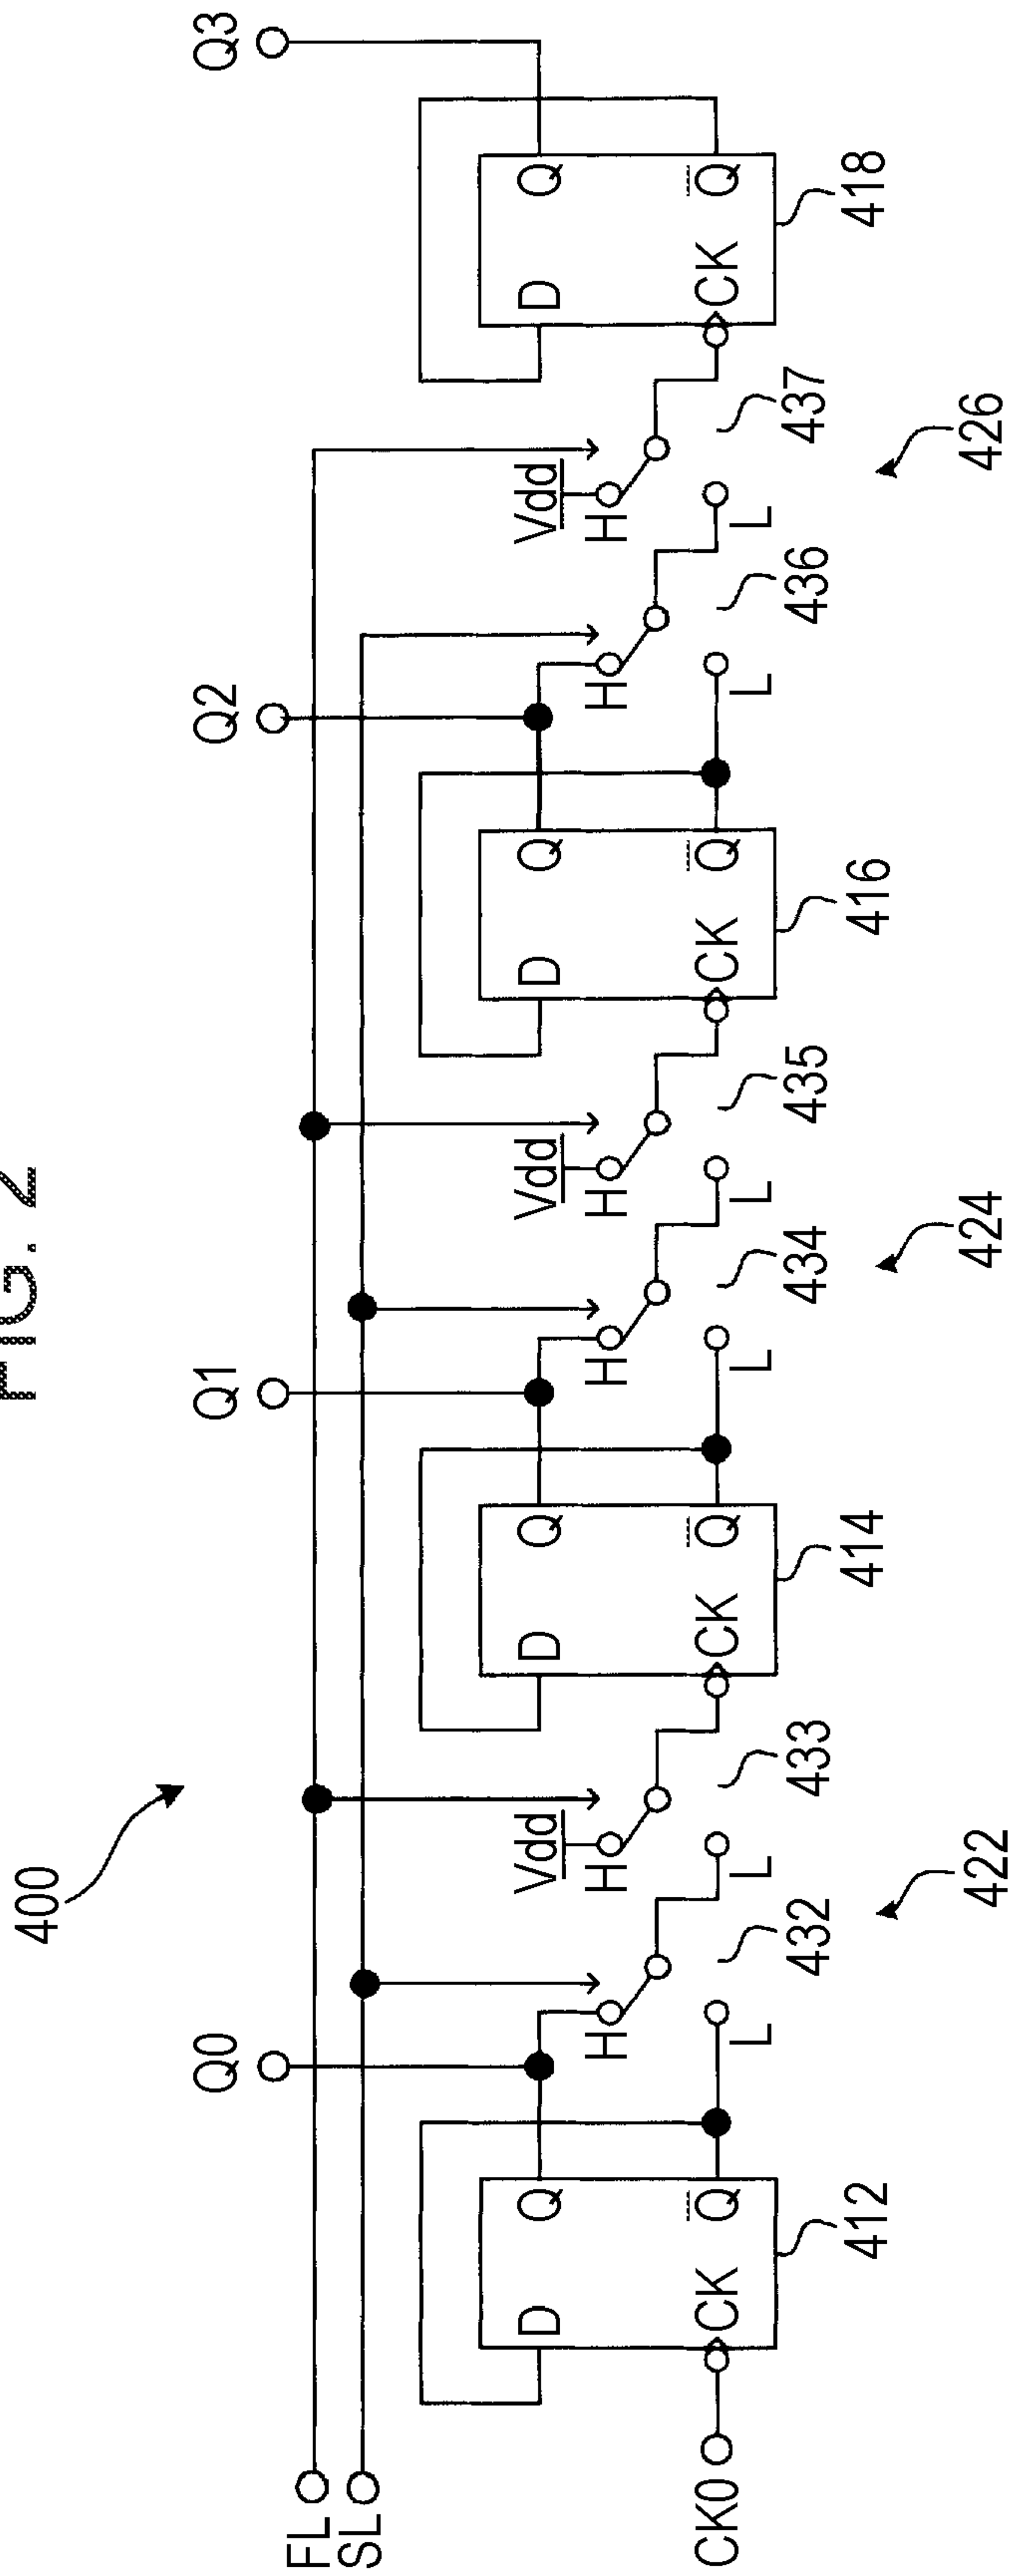 FIG. 2
400
Q0
Q1
Q2
Q3
FL
SL
Vdd
Vdd
Vdd
D
Q
H
H
D
Q
H
H
D
Q
H
H
D
Q
CK0
CK
Q
L
L
CK
Q
L
L
CK
Q
L
L
CK
Q
412
432
433
414
434
435
416
436
437
418
422
424
426